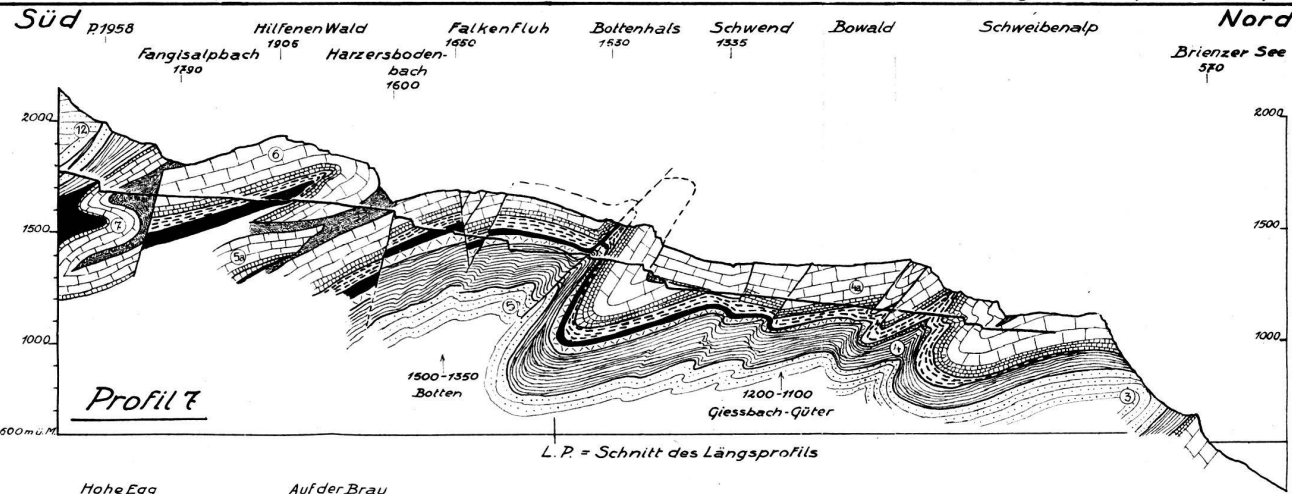 Süd
Nord
P.1958
Hilfenen Wald
1906
Falkenfluh
1650
Bottenhals
1530
Schwend
1335
Bowald
Schweibenalp
Fangisalpbach
1790
Harzersboden-
bach
1600
Brienzer See
570
2000
2000
12
6
7
1500
1500
5a
5
4a
1000
1000
4
3
1500-1350
Botten
1200-1100
Giessbach-Güter
Profil 7
600 m ü. M.
L. P. = Schnitt des Längsprofils
Hohe Egg
Auf der Brau